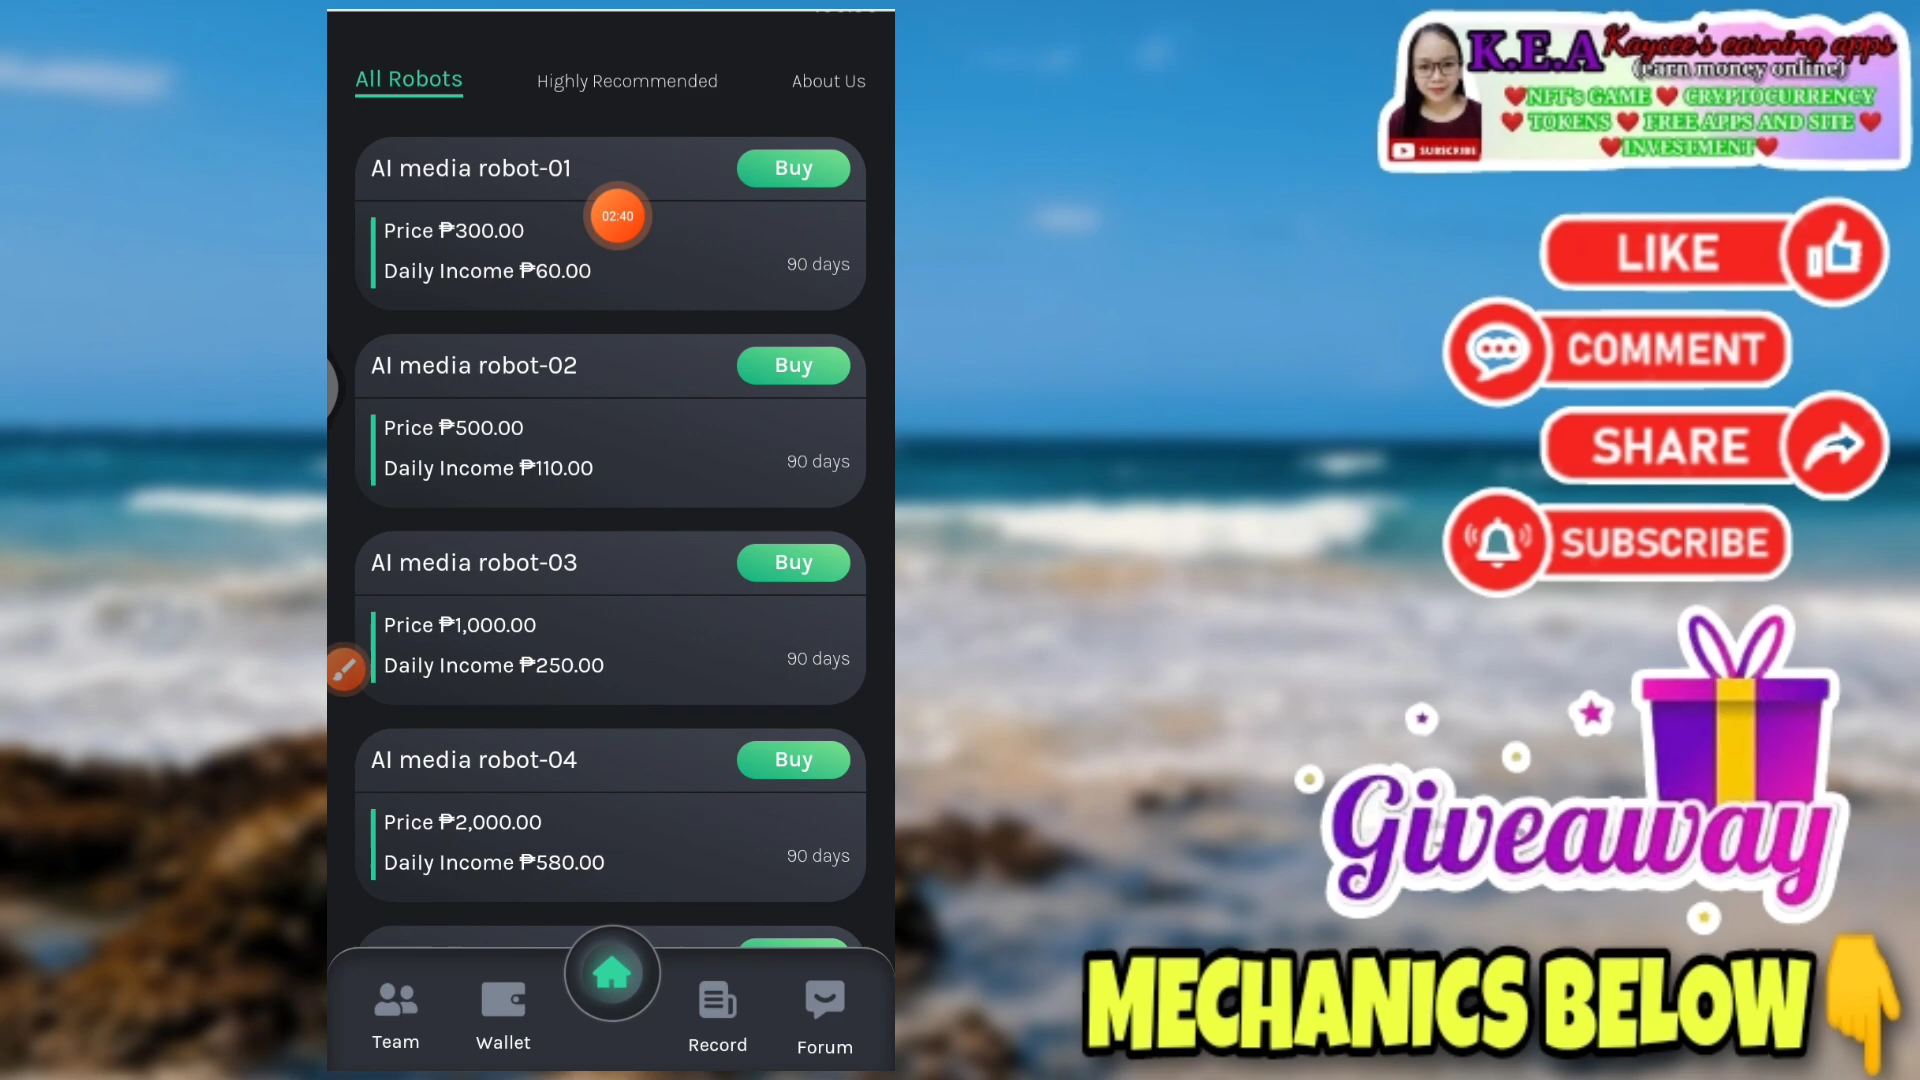 All Robots
Highly Recommended
About Us
AI media robot-01
Buy
Price ₱300.00
02:40
Daily Income ₱60.00
90 days
AI media robot-02
Buy
Price ₱500.00
Daily Income ₱110.00
90 days
AI media robot-03
Buy
Price ₱1,000.00
Daily Income ₱250.00
90 days
AI media robot-04
Buy
Price ₱2,000.00
Daily Income ₱580.00
90 days
Team
Wallet
Record
Forum
K.E.A Kaycee's earning apps
(earn money online)
❤️NFT's GAME ❤️ CRYPTOCURRENCY
❤️ TOKENS ❤️ FREE APPS AND SITE ❤️
❤️INVESTMENT❤️
SUBSCRIBE
LIKE
COMMENT
SHARE
SUBSCRIBE
Giveaway
MECHANICS BELOW👇